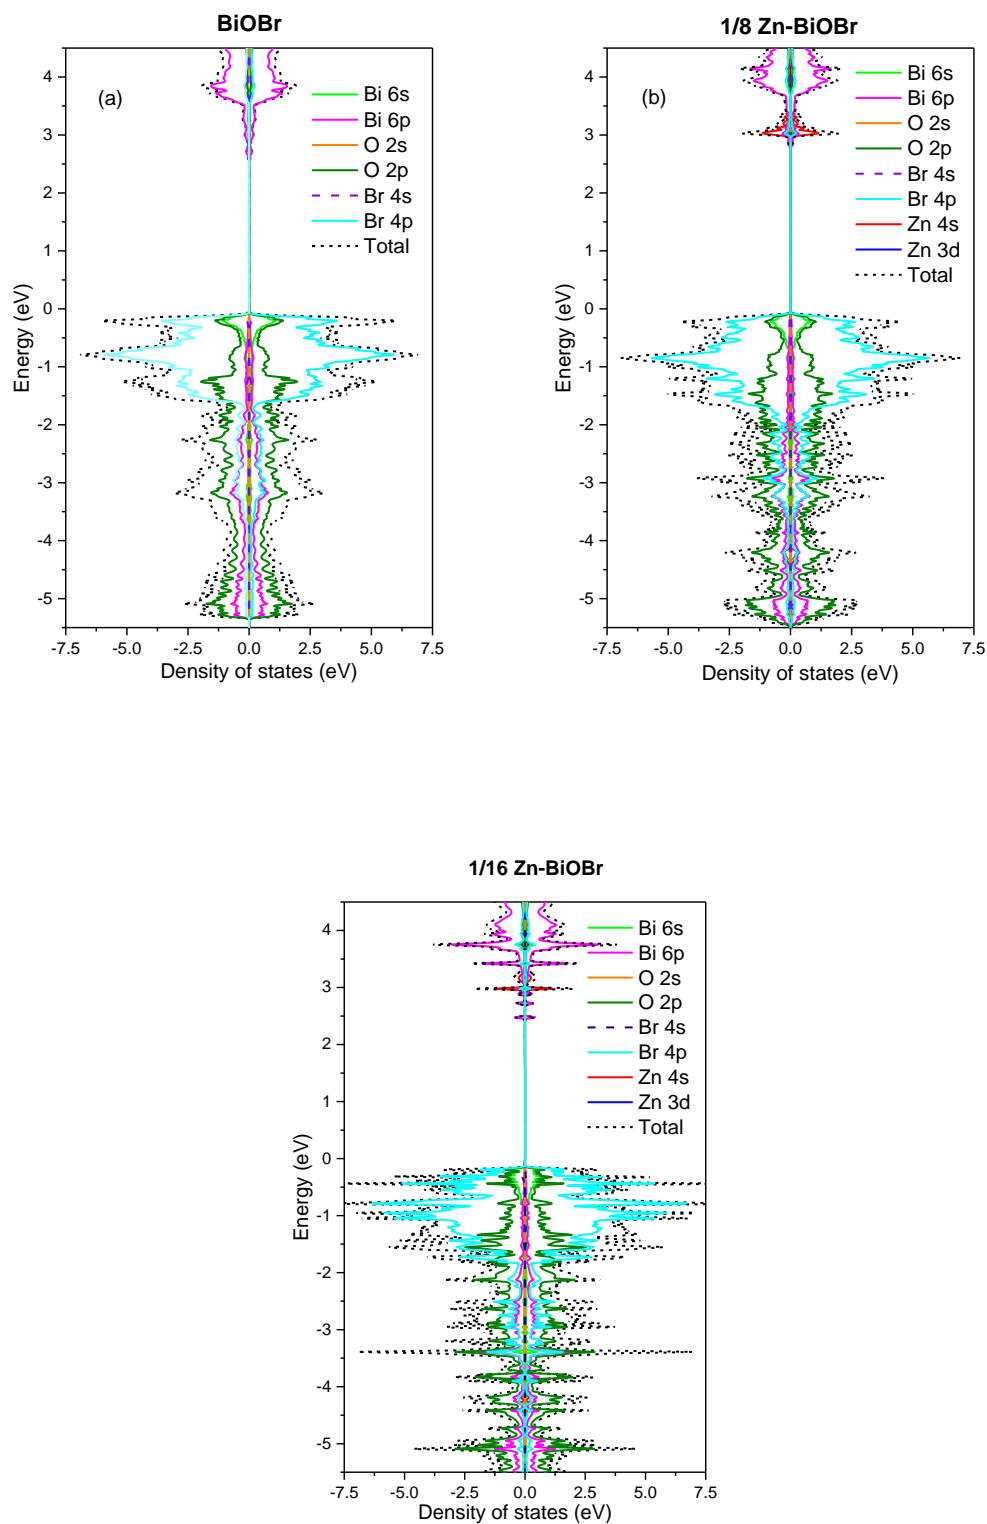 BiOBr
(a)
Bi 6s
Bi 6p
O 2s
O 2p
Br 4s
Br 4p
Total
4
3
2
1
0
-1
-2
-3
-4
-5
Energy (eV)
-7.5 -5.0 -2.5 0.0 2.5 5.0 7.5
Density of states (eV)
1/8 Zn-BiOBr
(b)
Bi 6s
Bi 6p
O 2s
O 2p
Br 4s
Br 4p
Zn 4s
Zn 3d
Total
4
3
2
1
0
-1
-2
-3
-4
-5
Energy (eV)
-7.5 -5.0 -2.5 0.0 2.5 5.0 7.5
Density of states (eV)
1/16 Zn-BiOBr
Bi 6s
Bi 6p
O 2s
O 2p
Br 4s
Br 4p
Zn 4s
Zn 3d
Total
4
3
2
1
0
-1
-2
-3
-4
-5
Energy (eV)
-7.5 -5.0 -2.5 0.0 2.5 5.0 7.5
Density of states (eV)